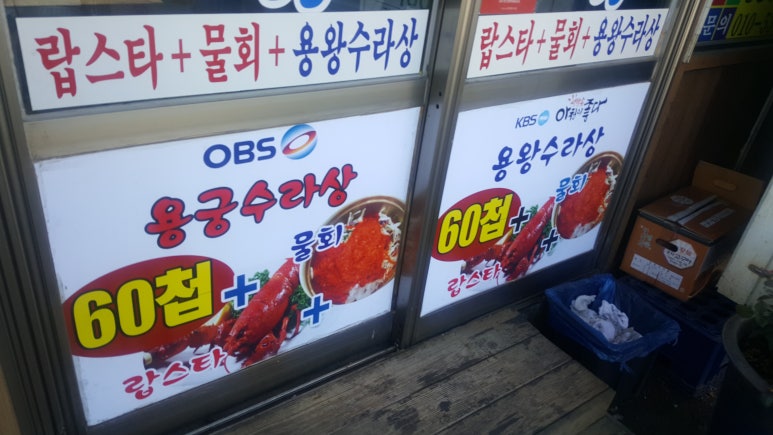 랍스타+물회+용왕수라상
랍스타+물회+용왕수라상
문의
OBS
용궁수라상
물회
60첩+
+
랍스타
KBS
아침이 좋다
용왕수라상
물회
60첩+
+
랍스타